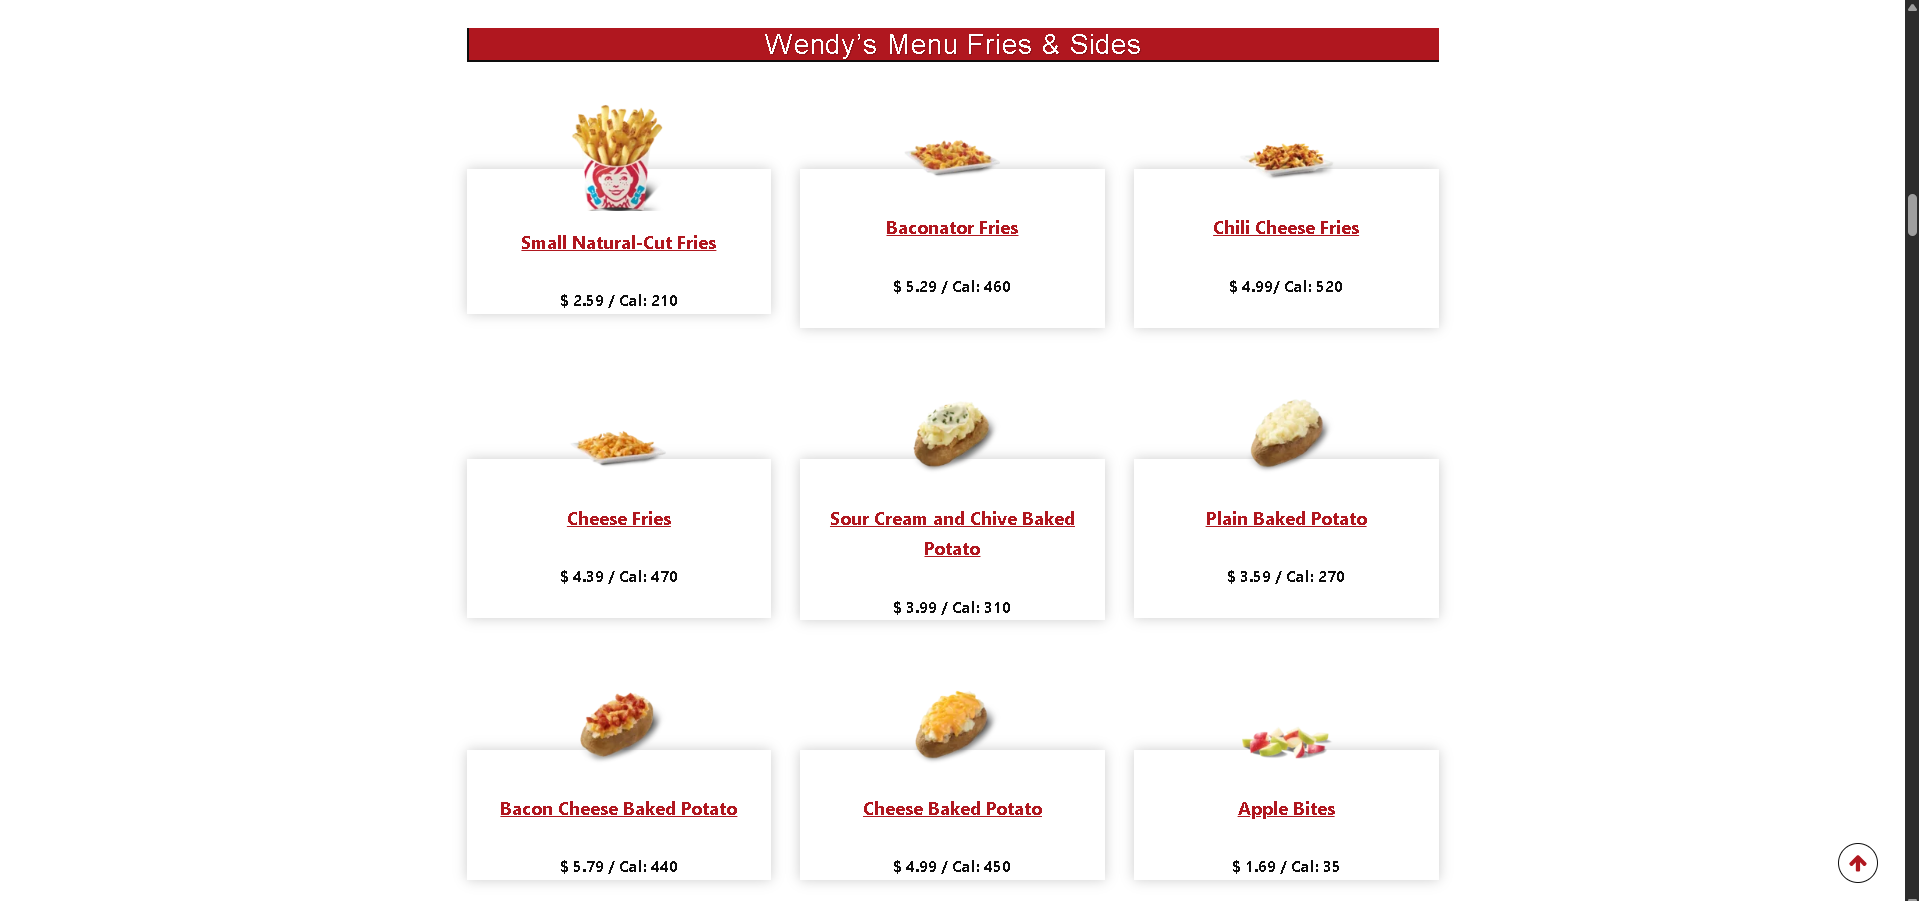 Wendy’s Menu Fries & Sides
Small Natural-Cut Fries
$ 2.59 / Cal: 210
Baconator Fries
$ 5.29 / Cal: 460
Chili Cheese Fries
$ 4.99/ Cal: 520
Cheese Fries
$ 4.39 / Cal: 470
Sour Cream and Chive Baked
Potato
$ 3.99 / Cal: 310
Plain Baked Potato
$ 3.59 / Cal: 270
Bacon Cheese Baked Potato
$ 5.79 / Cal: 440
Cheese Baked Potato
$ 4.99 / Cal: 450
Apple Bites
$ 1.69 / Cal: 35